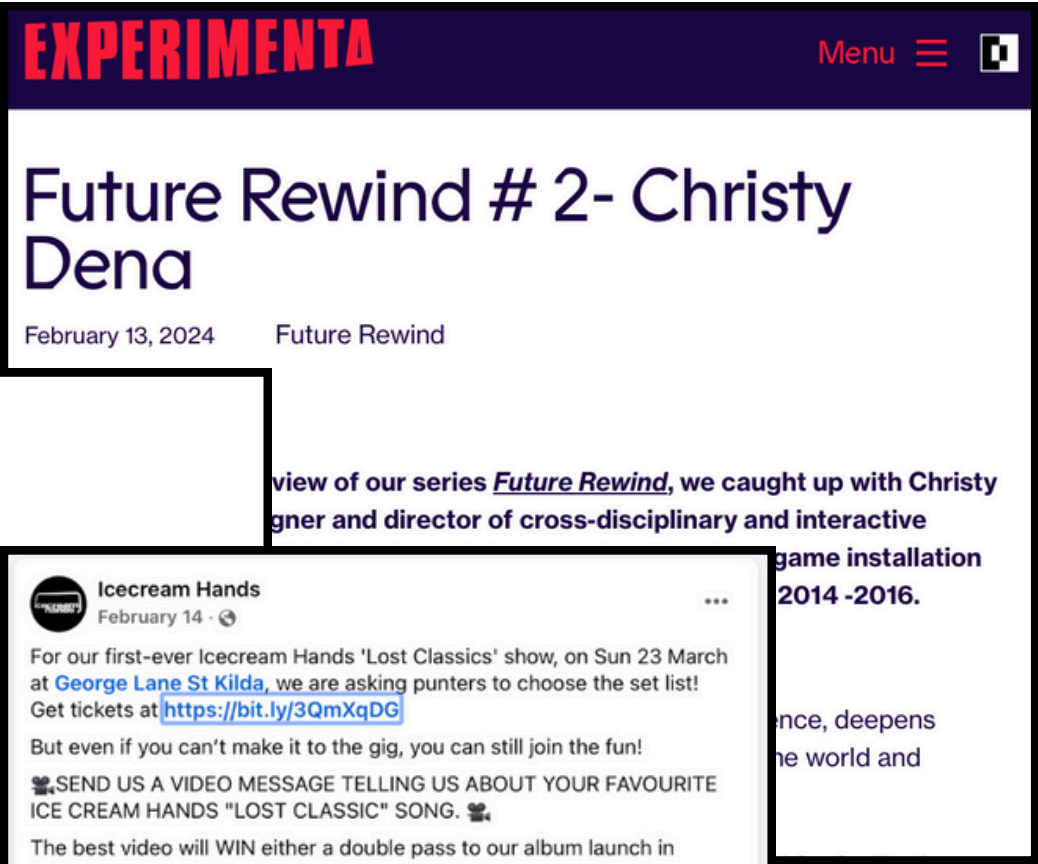 EXPERIMENTA
Menu
Future Rewind # 2- Christy
Dena
February 13, 2024 Future Rewind
view of our series Future Rewind, we caught up with Christy
gner and director of cross-disciplinary and interactive
game installation
2014 -2016.
ence, deepens
he world and
Icecream Hands
February 14 ·
For our first-ever Icecream Hands 'Lost Classics' show, on Sun 23 March
at George Lane St Kilda, we are asking punters to choose the set list!
Get tickets at https://bit.ly/3QmXqDG
But even if you can't make it to the gig, you can still join the fun!
🎥SEND US A VIDEO MESSAGE TELLING US ABOUT YOUR FAVOURITE
ICE CREAM HANDS "LOST CLASSIC" SONG. 🎥
The best video will WIN either a double pass to our album launch in